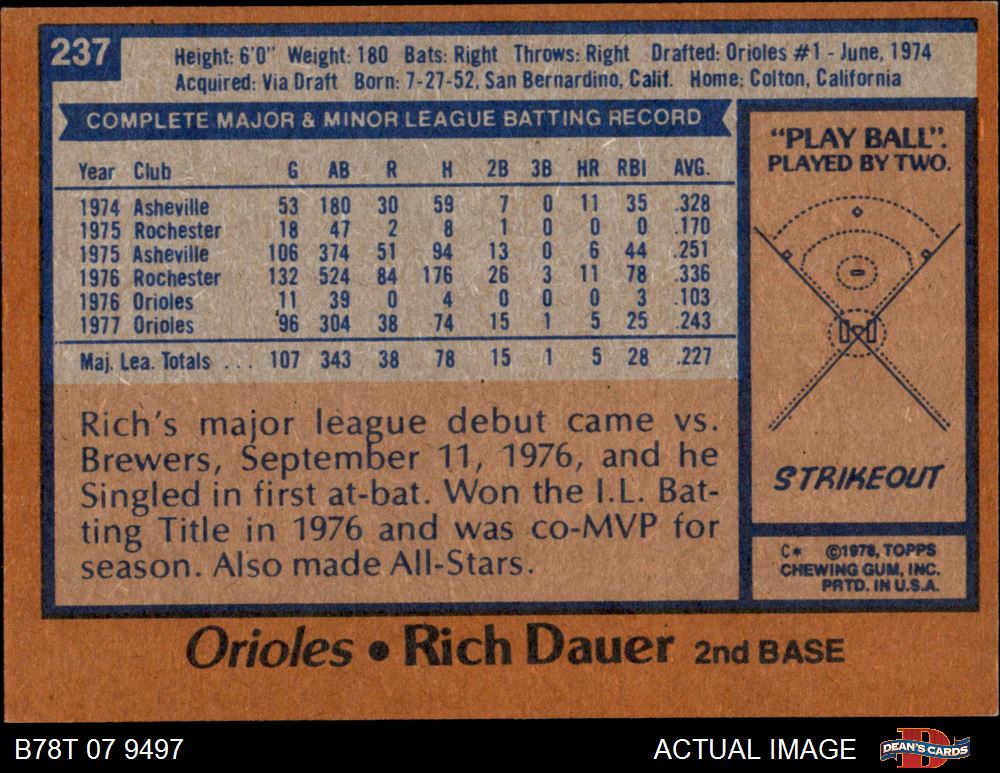 237
Height: 6'0" Weight: 180 Bats: Right Throws: Right Drafted: Orioles #1 - June, 1974
Acquired: Via Draft Born: 7-27-52, San Bernardino, Calif. Home: Colton, California
COMPLETE MAJOR & MINOR LEAGUE BATTING RECORD
Year Club G AB R H 2B 3B HR RBI AVG.
1974 Asheville 53 180 30 59 7 0 11 35 .328
1975 Rochester 18 47 2 8 1 0 0 0 .170
1975 Asheville 106 374 51 94 13 0 6 44 .251
1976 Rochester 132 524 84 176 26 3 11 78 .336
1976 Orioles 11 39 0 4 0 0 0 3 .103
1977 Orioles 96 304 38 74 15 1 5 25 .243
Maj. Lea. Totals ... 107 343 38 78 15 1 5 28 .227
Rich's major league debut came vs.
Brewers, September 11, 1976, and he
Singled in first at-bat. Won the I.L. Bat-
ting Title in 1976 and was co-MVP for
season. Also made All-Stars.
"PLAY BALL".
PLAYED BY TWO.
STRIKEOUT
C* ©1978, TOPPS
CHEWING GUM, INC.
PRTD. IN U.S.A.
Orioles • Rich Dauer 2nd BASE
B78T 07 9497
ACTUAL IMAGE
DEAN'S CARDS